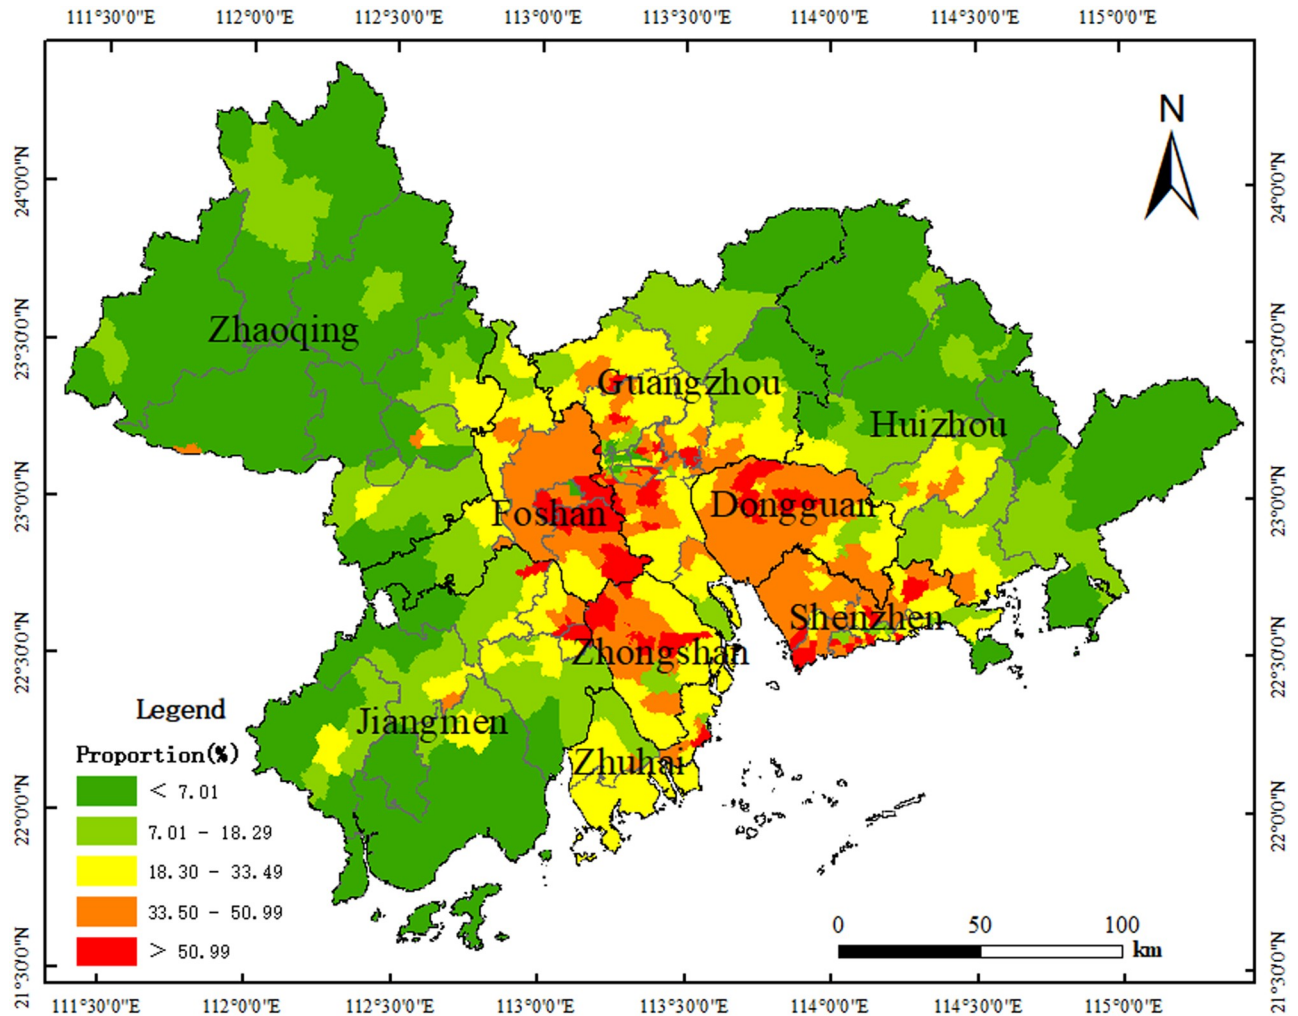 111°30'0"E 112°0'0"E 112°30'0"E 113°0'0"E 113°30'0"E 114°0'0"E 114°30'0"E 115°0'0"E
N
24°0'0"N
24°0'0"N
Zhaoqing
23°30'0"N
23°30'0"N
Guangzhou
Huizhou
23°0'0"N
23°0'0"N
Foshan
Dongguan
Shenzhen
22°30'0"N
22°30'0"N
Zhongshan
Legend
Jiangmen
Proportion(%)
Zhuhai
< 7.01
22°0'0"N
22°0'0"N
7.01 - 18.29
18.30 - 33.49
33.50 - 50.99
> 50.99
0 50 100
km
21°30'0"N
21°30'0"N
111°30'0"E 112°0'0"E 112°30'0"E 113°0'0"E 113°30'0"E 114°0'0"E 114°30'0"E 115°0'0"E